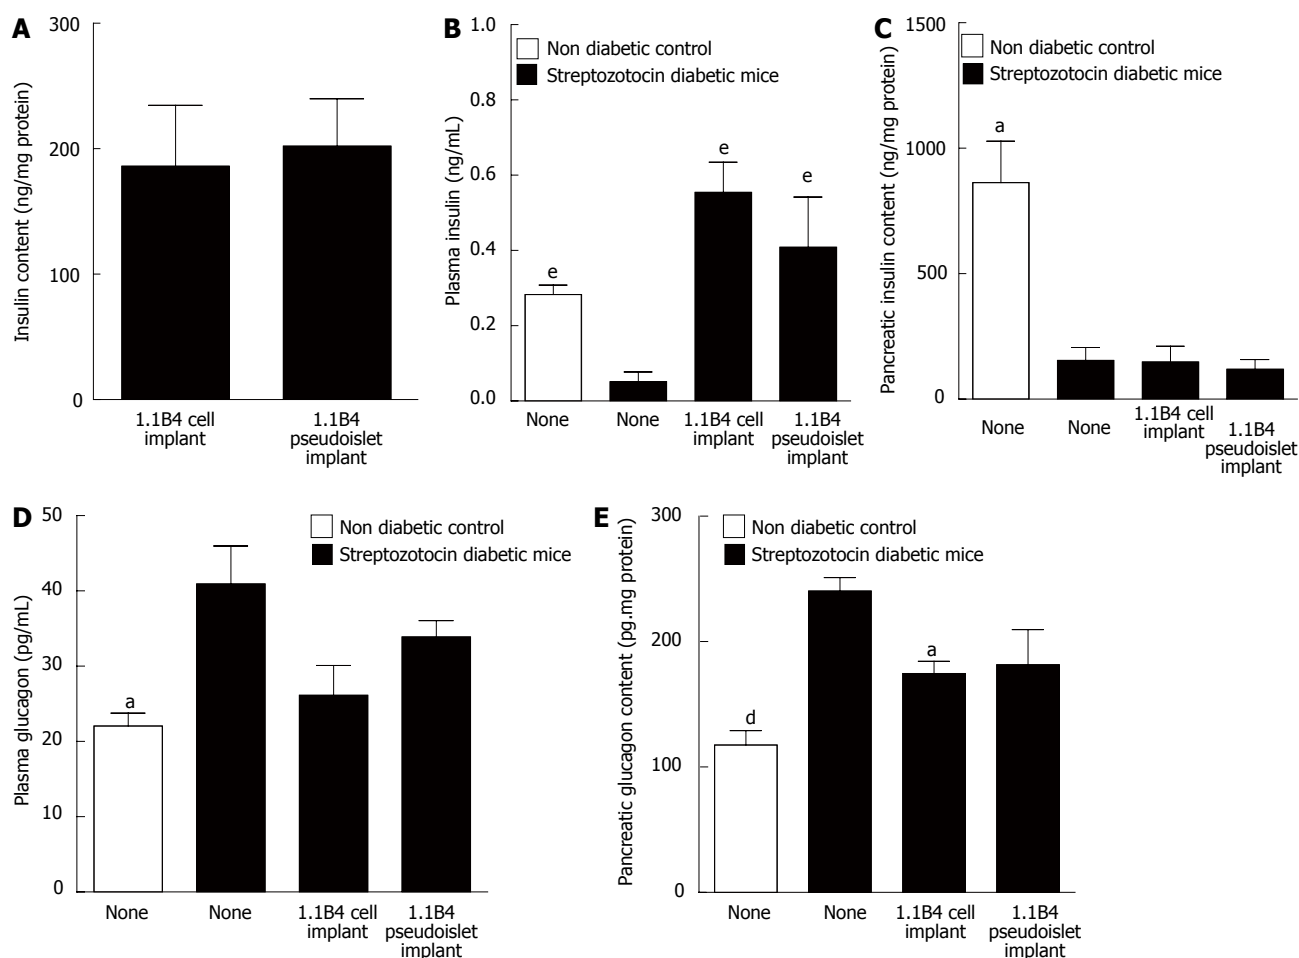 A
Insulin content (ng/mg protein)
300
200
100
0
1.1B4 cell
implant
1.1B4
pseudoislet
implant
B
Plasma insulin (ng/mL)
1.0
0.8
0.6
0.4
0.2
0.0
Non diabetic control
Streptozotocin diabetic mice
e
e
e
None
None
1.1B4 cell
implant
1.1B4
pseudoislet
implant
C
Pancreatic insulin content (ng/mg protein)
1500
1000
500
0
Non diabetic control
Streptozotocin diabetic mice
a
None
None
1.1B4 cell
implant
1.1B4
pseudoislet
implant
D
Plasma glucagon (pg/mL)
50
40
30
20
10
0
Non diabetic control
Streptozotocin diabetic mice
a
None
None
1.1B4 cell
implant
1.1B4
pseudoislet
implant
E
Pancreatic glucagon content (pg.mg protein)
300
200
100
0
Non diabetic control
Streptozotocin diabetic mice
d
a
None
None
1.1B4 cell
implant
1.1B4
pseudoislet
implant